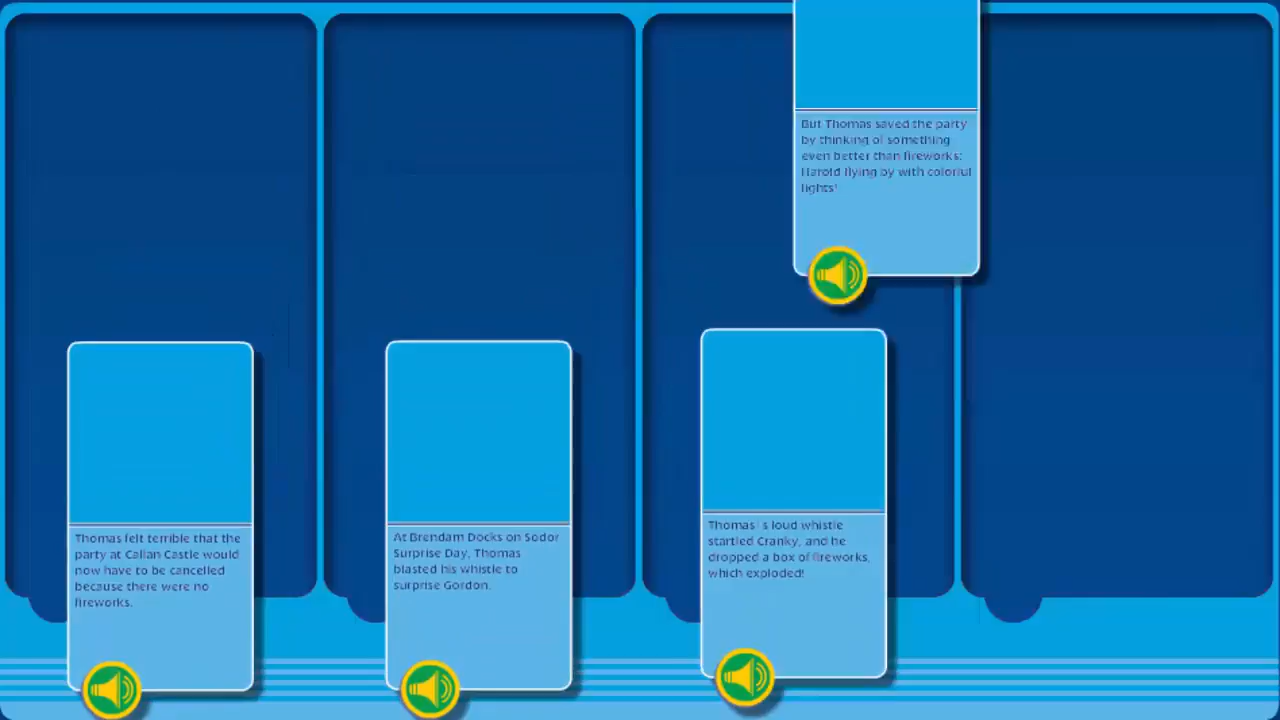 But Thomas saved the party
by thinking of something
even better than fireworks:
Harold flying by with colorful
lights!
Thomas felt terrible that the
party at Callan Castle would
now have to be cancelled
because there were no
fireworks.
At Brendam Docks on Sodor
Surprise Day, Thomas
blasted his whistle to
surprise Gordon.
Thomas's loud whistle
startled Cranky, and he
dropped a box of fireworks,
which exploded!